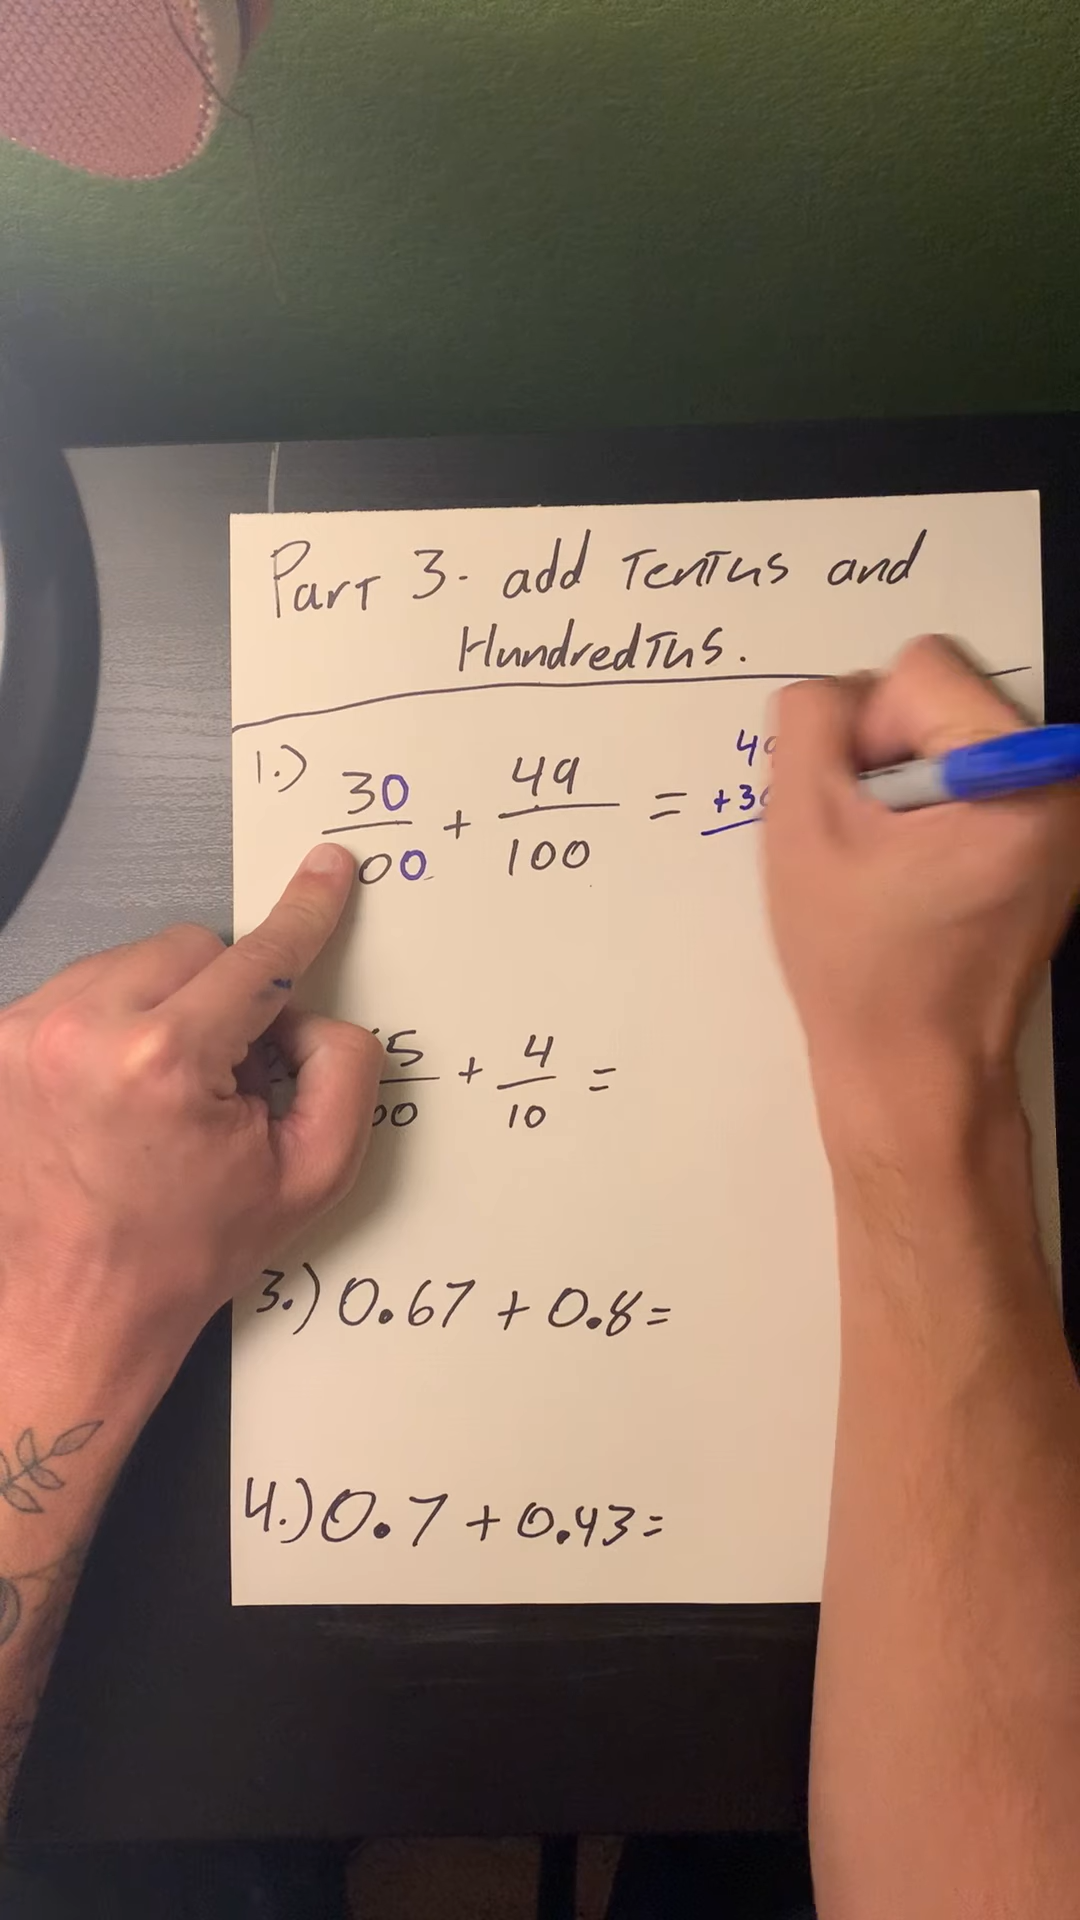 Part 3. add Tenths and
Hundredths.
1.) 30/00 + 49/100 =
4
+3
5/00 + 4/10 =
3.) 0.67 + 0.8=
4.) 0.7 + 0.43=